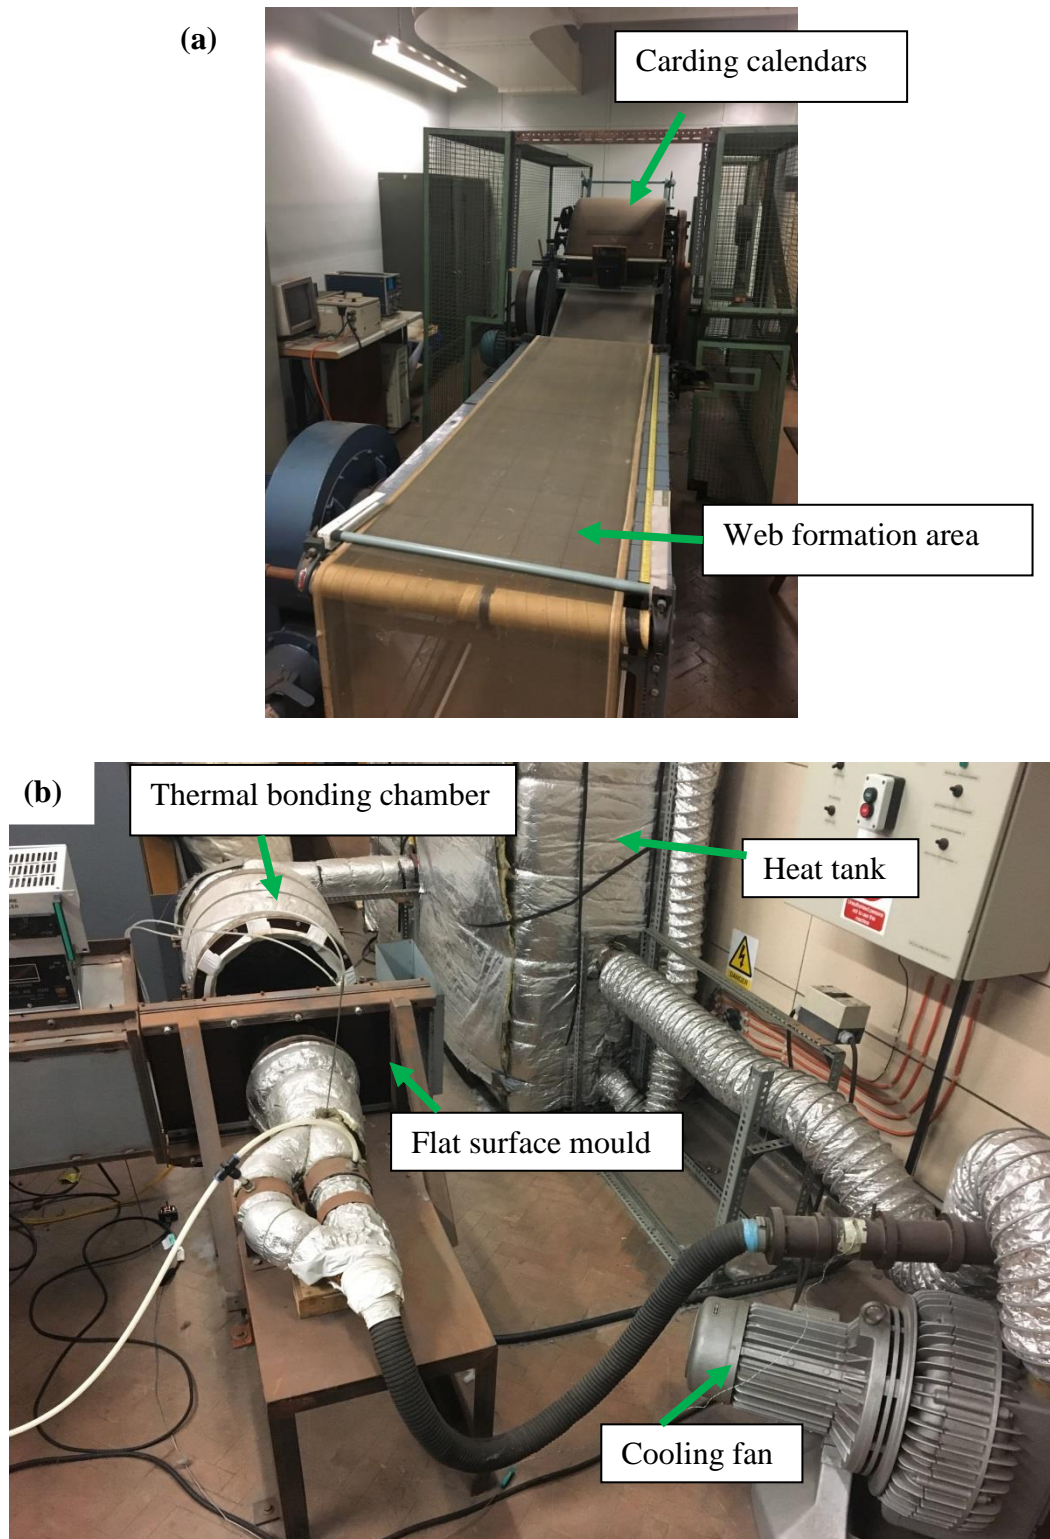 (a)
Carding calendars
Web formation area
(b)
Thermal bonding chamber
Heat tank
DANGER
Flat surface mould
Cooling fan